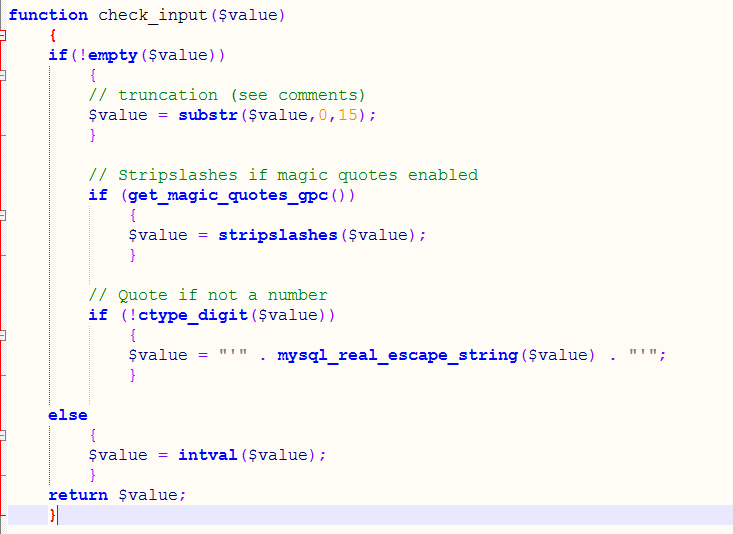 function check_input($value)
{
if(!empty($value))
{
// truncation (see comments)
$value = substr($value,0,15);
}
// Stripslashes if magic quotes enabled
if (get_magic_quotes_gpc())
{
$value = stripslashes($value);
}
// Quote if not a number
if (!ctype_digit($value))
{
$value = "'" . mysql_real_escape_string($value) . "'";
}
else
{
$value = intval($value);
}
return $value;
}